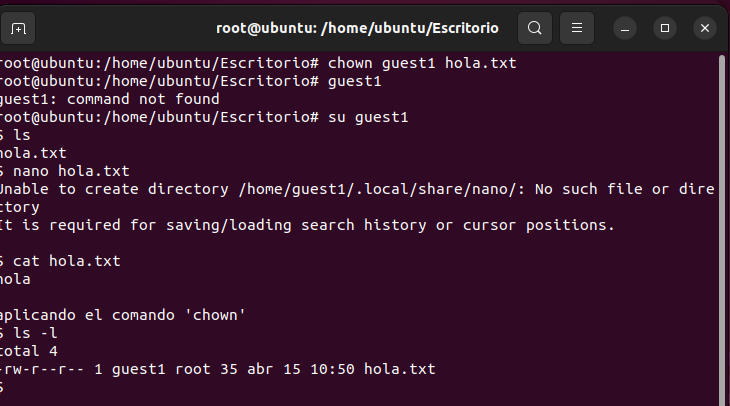 root@ubuntu: /home/ubuntu/Escritorio
root@ubuntu:/home/ubuntu/Escritorio# chown guest1 hola.txt
root@ubuntu:/home/ubuntu/Escritorio# guest1
guest1: command not found
root@ubuntu:/home/ubuntu/Escritorio# su guest1
$ ls
hola.txt
$ nano hola.txt
Unable to create directory /home/guest1/.local/share/nano/: No such file or dire
ctory
It is required for saving/loading search history or cursor positions.
$ cat hola.txt
hola
aplicando el comando 'chown'
$ ls -l
total 4
-rw-r--r-- 1 guest1 root 35 abr 15 10:50 hola.txt
$